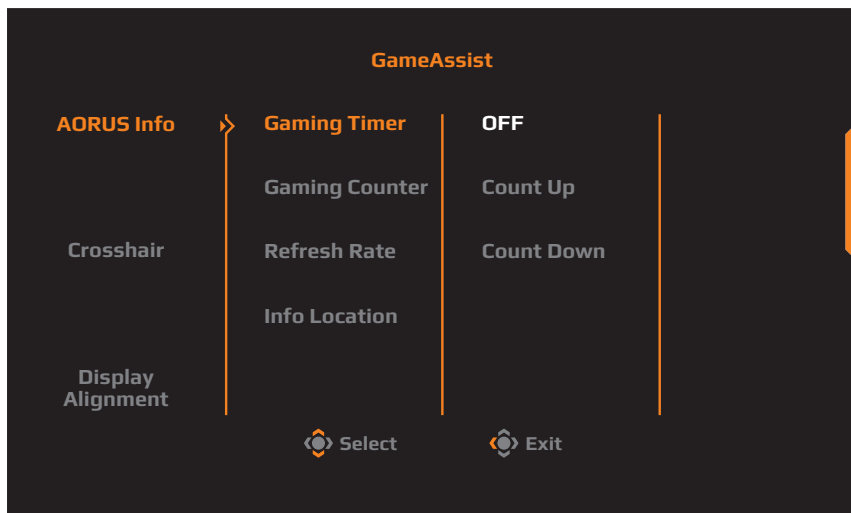 GameAssist
AORUS Info
Gaming Timer
OFF
Gaming Counter
Count Up
Crosshair
Refresh Rate
Count Down
Info Location
Display
Alignment
Select
Exit